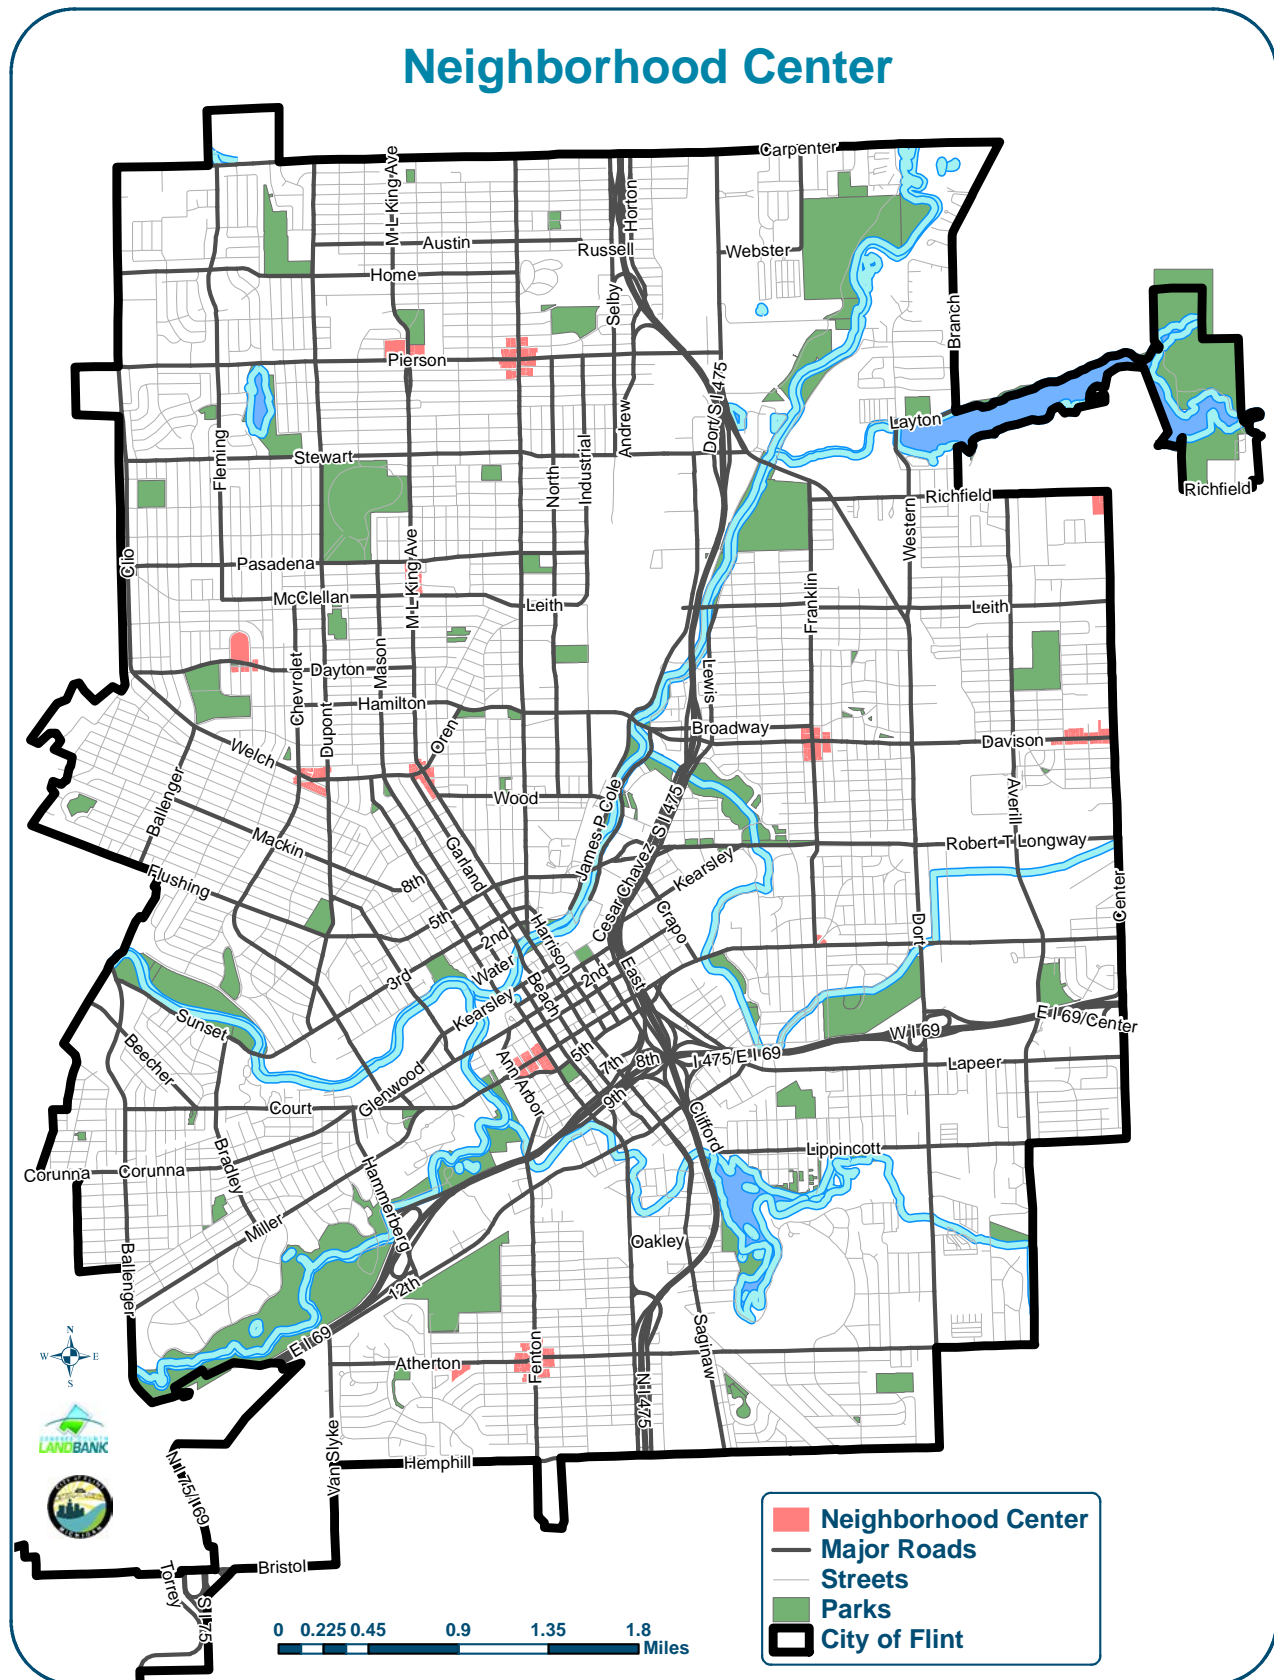 Neighborhood Center
Carpenter
M L King Ave
Horton
Austin
Russell
Webster
Home
Selby
Branch
Pierson
Dort/S I 475
Andrew
Layton
Fleming
Stewart
North
Industrial
Richfield
Richfield
Western
Clio
Pasadena
M L King Ave
McClellan
Leith
Franklin
Leith
Mason
Dayton
Chevrolet
Lewis
Hamilton
Dupont
Oren
Broadway
Davison
Welch
Ballenger
Wood
James P Cole
S I 475
Averill
Mackin
Garland
Robert T Longway
Flushing
8th
Cesar Chavez
Kearsley
Center
5th
Crapo
Harrison
2nd
Dort
3rd
Water
2nd
East
Beach
Kearsley
Sunset
E I 69/Center
W I 69
Beecher
Ann Arbor
5th
7th
8th
I 475/E I 69
Lapeer
Glenwood
9th
Court
Clifford
Bradley
Lippincott
Corunna
Corunna
Hammerberg
Miller
Oakley
Ballenger
12th
Saginaw
E I 69
N
W
E
S
Atherton
Fenton
N I 475
LANDBANK
Van Slyke
Hemphill
N I 75/I 69
CITY of FLINT
MICHIGAN
Torrey
Bristol
S I 75
Neighborhood Center
Major Roads
Streets
Parks
City of Flint
0 0.225 0.45 0.9 1.35 1.8
Miles